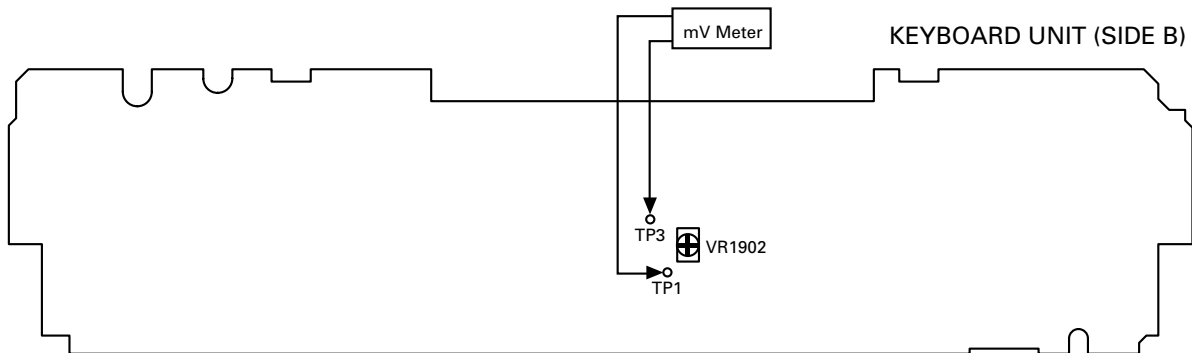 mV Meter
KEYBOARD UNIT (SIDE B)
TP3
VR1902
TP1